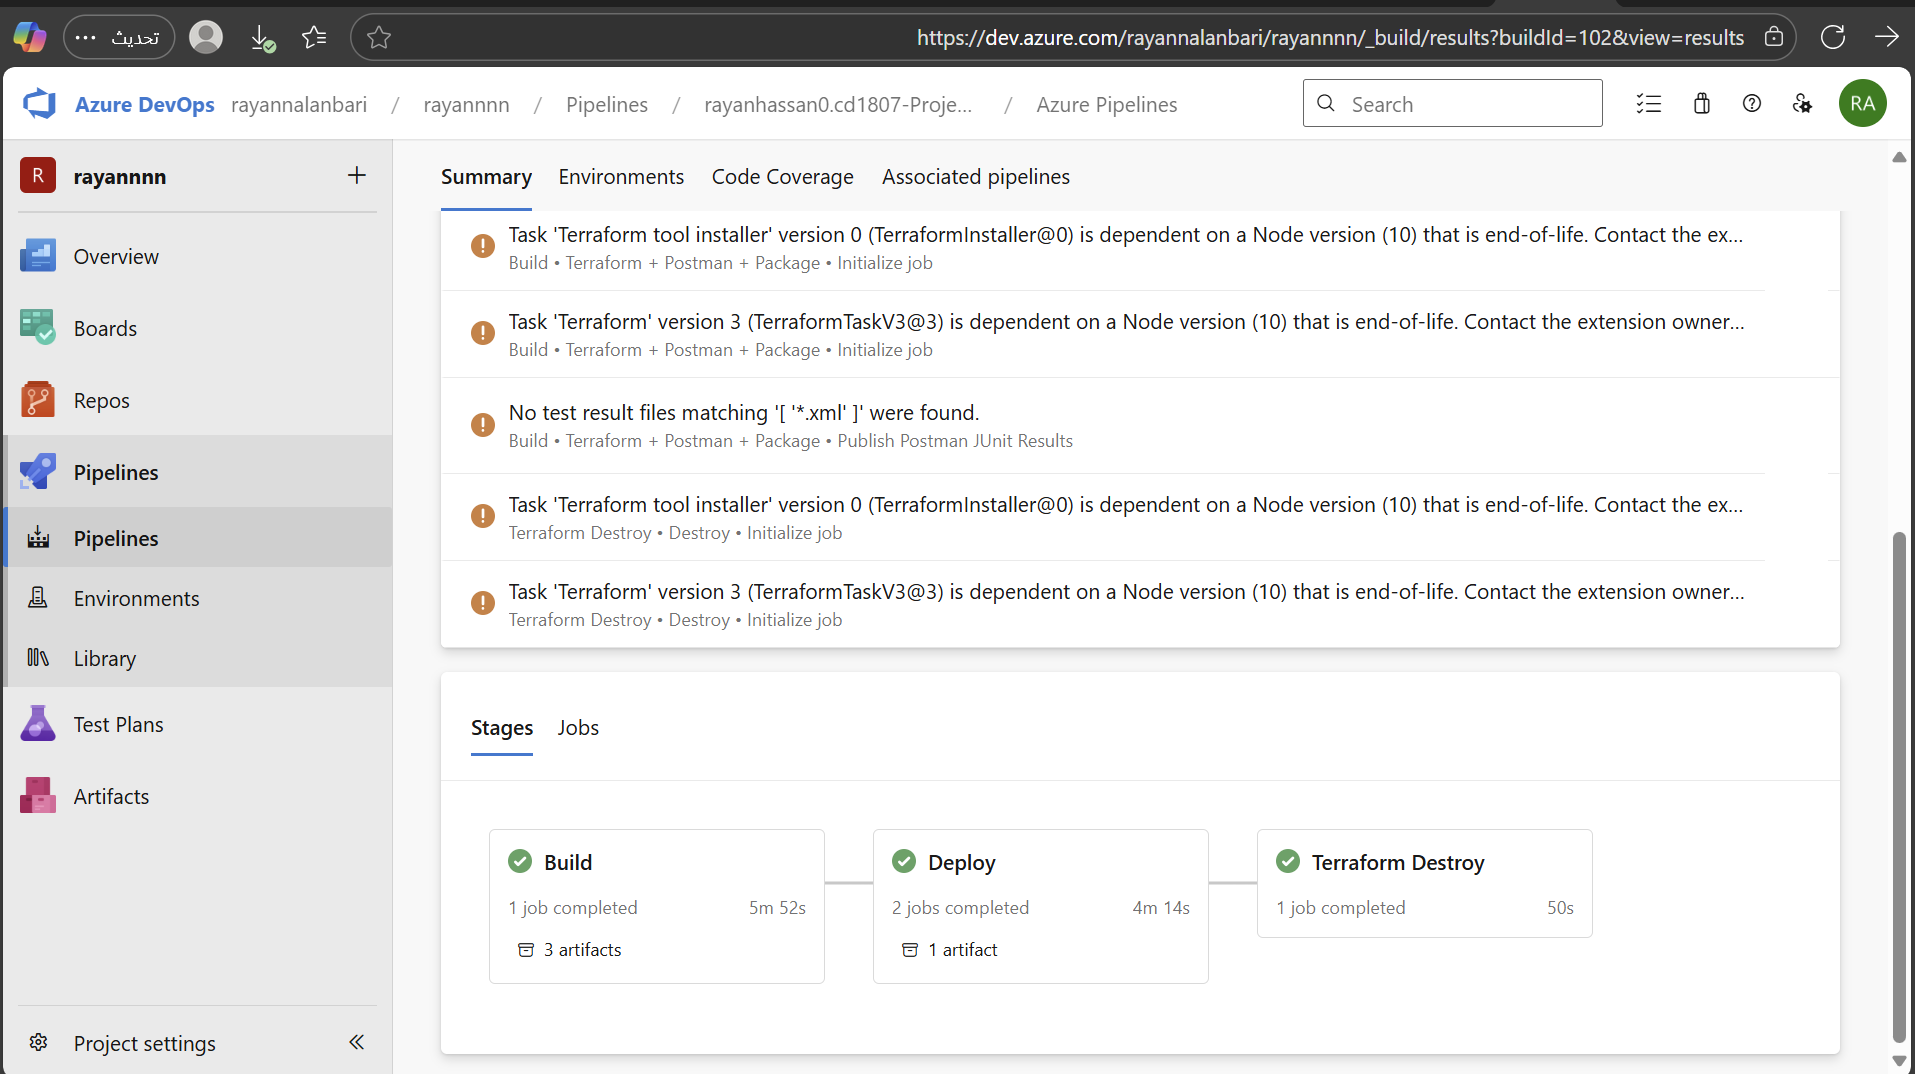 تحديث
https://dev.azure.com/rayannalanbari/rayannnn/_build/results?buildId=102&view=results
Azure DevOps rayannalanbari / rayannnn / Pipelines / rayanhassan0.cd1807-Proje... / Azure Pipelines
Search
RA
R
rayannnn
Overview
Boards
Repos
Pipelines
Pipelines
Environments
Library
Test Plans
Artifacts
Project settings
Summary Environments Code Coverage Associated pipelines
Task 'Terraform tool installer' version 0 (TerraformInstaller@0) is dependent on a Node version (10) that is end-of-life. Contact the ex...
Build • Terraform + Postman + Package • Initialize job
Task 'Terraform' version 3 (TerraformTaskV3@3) is dependent on a Node version (10) that is end-of-life. Contact the extension owner...
Build • Terraform + Postman + Package • Initialize job
No test result files matching '[ '*.xml' ]' were found.
Build • Terraform + Postman + Package • Publish Postman JUnit Results
Task 'Terraform tool installer' version 0 (TerraformInstaller@0) is dependent on a Node version (10) that is end-of-life. Contact the ex...
Terraform Destroy • Destroy • Initialize job
Task 'Terraform' version 3 (TerraformTaskV3@3) is dependent on a Node version (10) that is end-of-life. Contact the extension owner...
Terraform Destroy • Destroy • Initialize job
Stages Jobs
Build
1 job completed 5m 52s
3 artifacts
Deploy
2 jobs completed 4m 14s
1 artifact
Terraform Destroy
1 job completed 50s